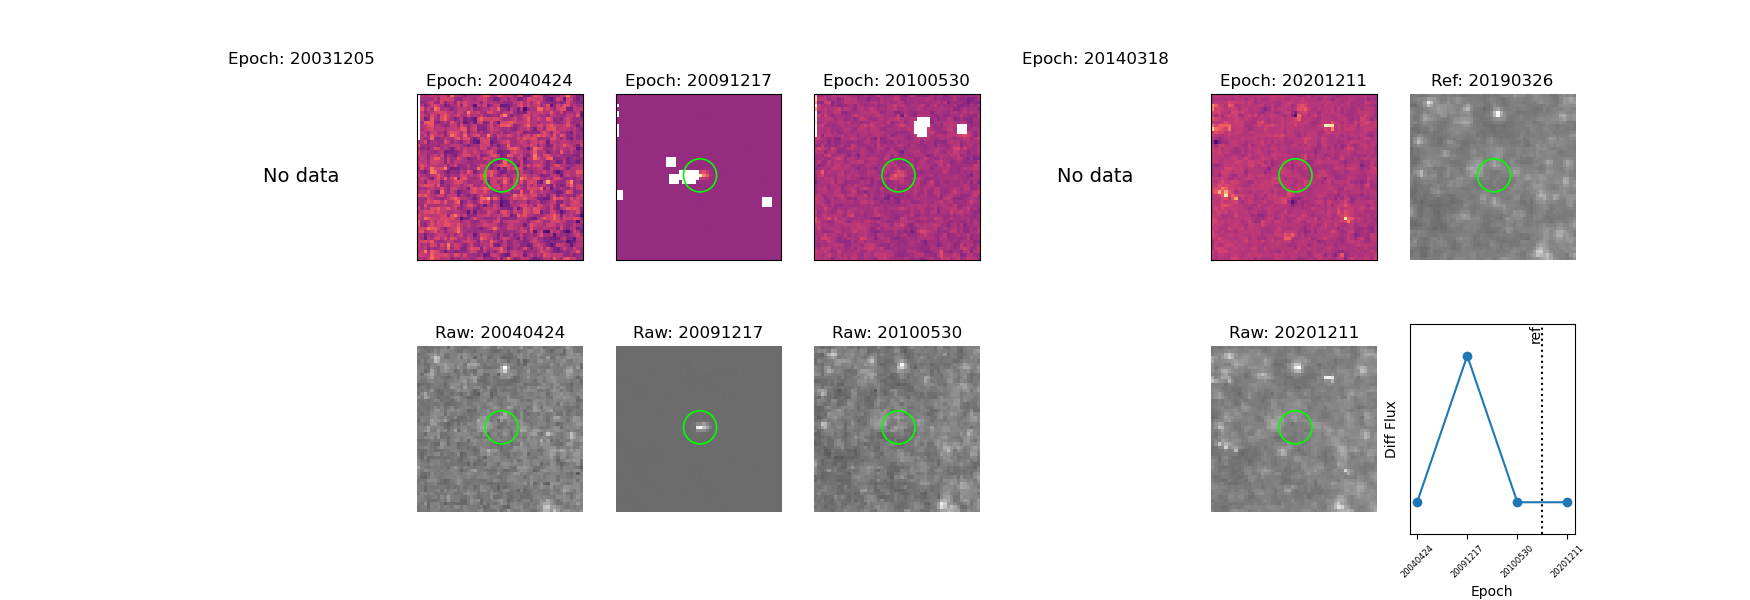 Epoch: 20031205
Epoch: 20140318
Epoch: 20040424
Epoch: 20091217
Epoch: 20100530
Epoch: 20201211
Ref: 20190326
No data
No data
Raw: 20040424
Raw: 20091217
Raw: 20100530
Raw: 20201211
ref
Diff Flux
20040424
20091217
20100530
20201211
Epoch